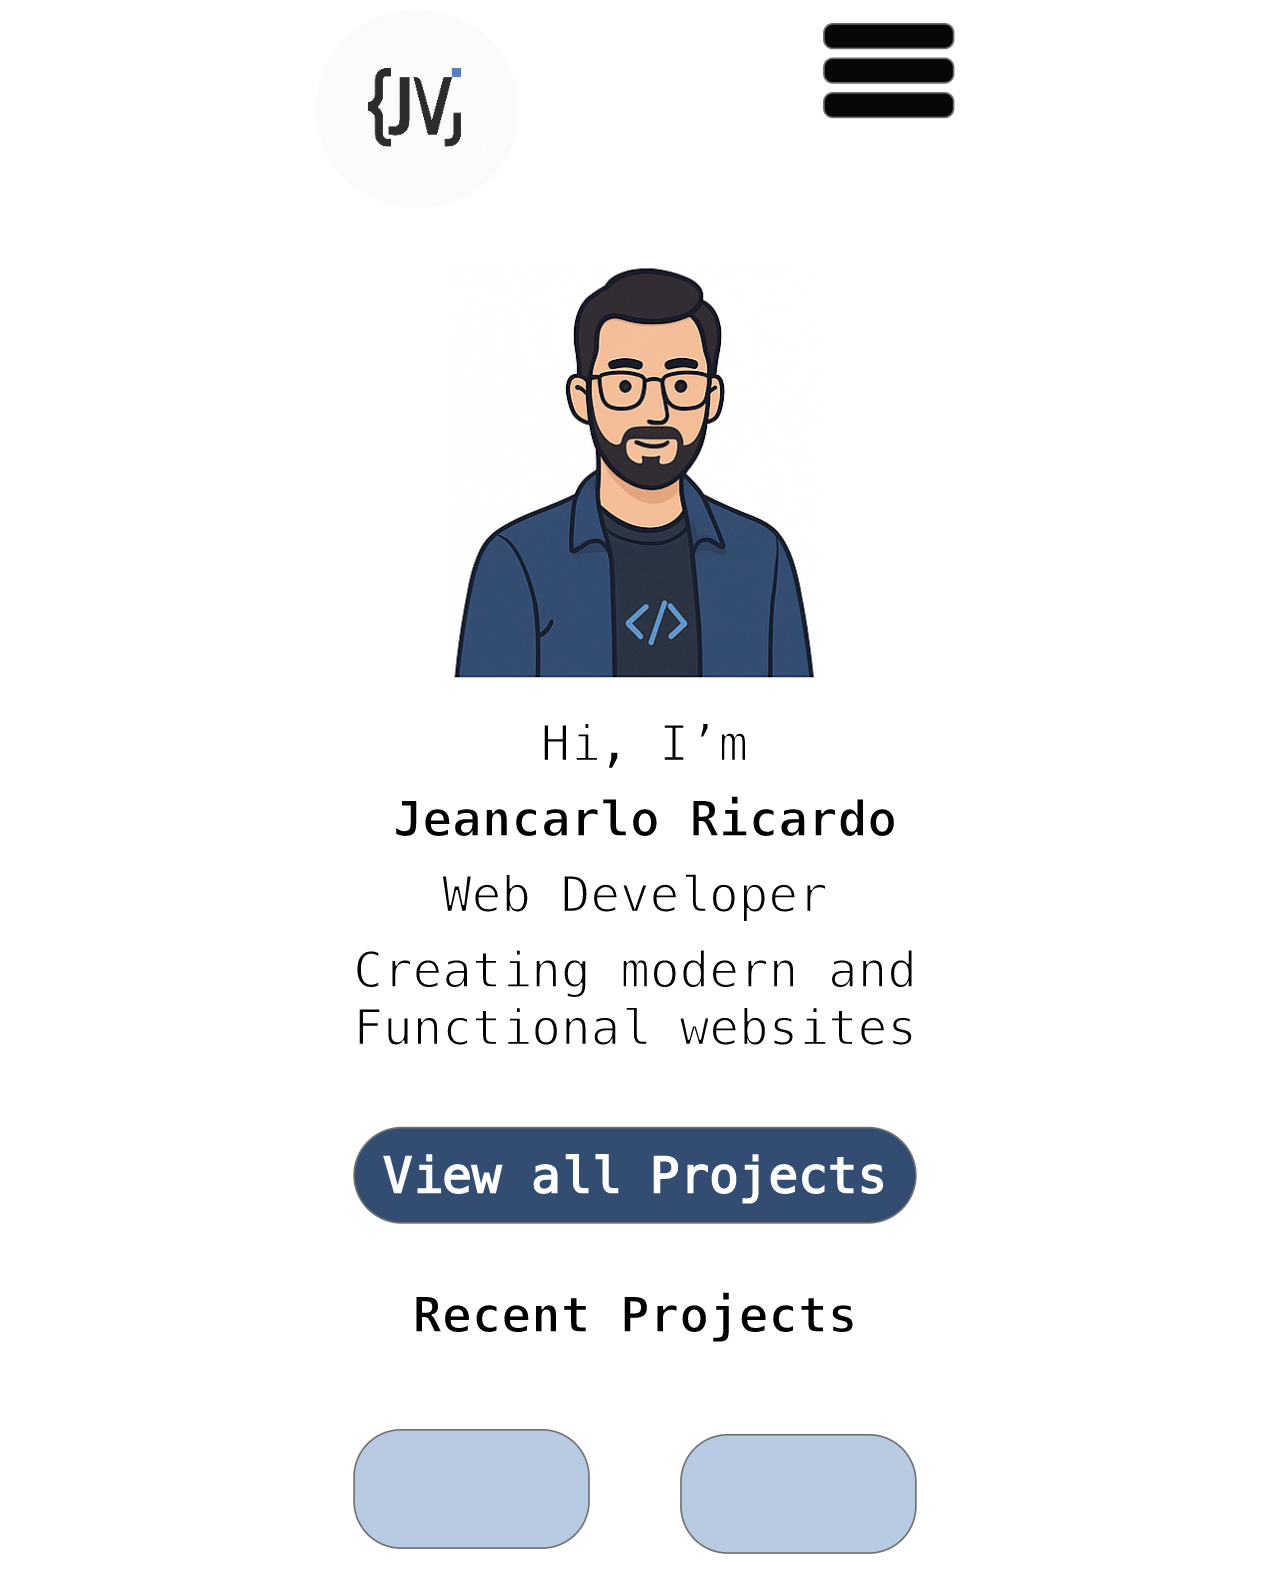 {JV}
</>
Hi, I’m
Jeancarlo Ricardo
Web Developer
Creating modern and
Functional websites
View all Projects
Recent Projects